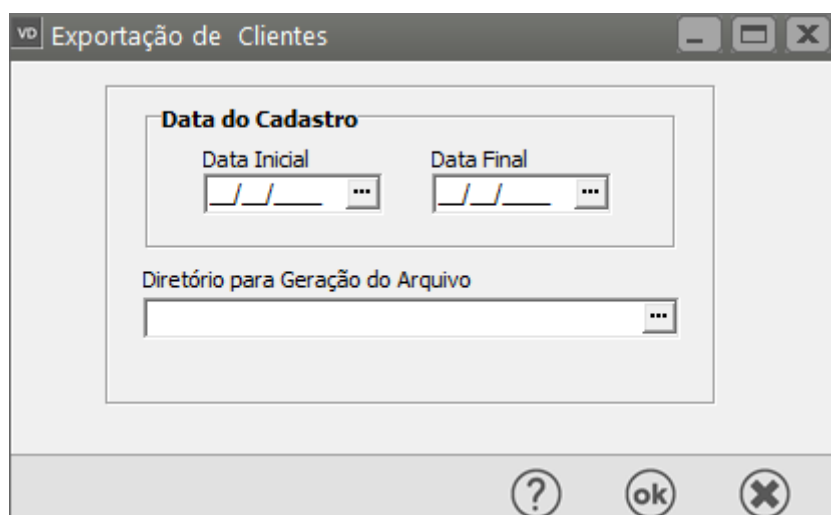 VD Exportação de Clientes
Data do Cadastro
Data Inicial Data Final
__/__/____ ... __/__/____ ...
Diretório para Geração do Arquivo
...
? ok